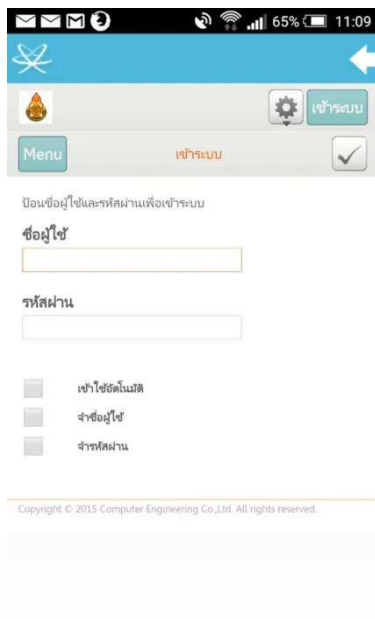 65% 11:09
เข้าระบบ
Menu เข้าระบบ
ป้อนชื่อผู้ใช้และรหัสผ่านเพื่อเข้าระบบ
ชื่อผู้ใช้
รหัสผ่าน
เข้าใช้อัตโนมัติ
จำชื่อผู้ใช้
จำรหัสผ่าน
Copyright © 2015 Computer Engineering Co.,Ltd. All rights reserved.